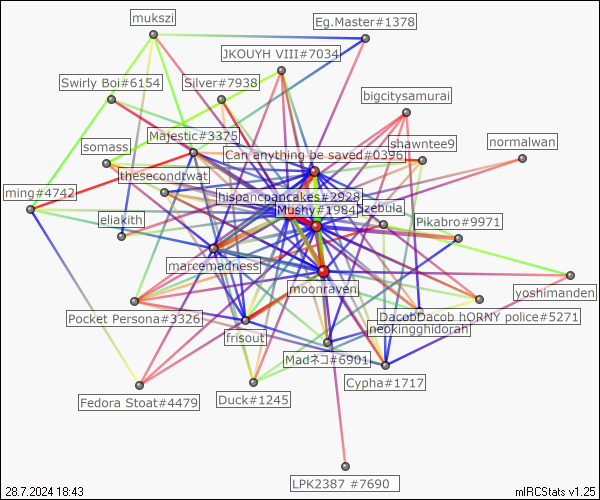 mukszi
Eg.Master#1378
JKOUYH VIII#7034
Swirly Boi#6154
Silver#7938
bigcitysamurai
Majestic#3375
shawntee9
normalwan
somass
Can anything be saved#0396
thesecondtwat
ming#4742
hispancpancakes#2928
Mushy#1984
zebuia
eliakith
Pikabro#9971
marcemadness
moonraven
yoshimanden
Pocket Persona#3326
DacobDacob hORNY police#5271
neokingghidorah
frisout
Madネコ#6901
Cypha#1717
Fedora Stoat#4479
Duck#1245
LPK2387 #7690
28.7.2024 18:43
mIRCStats v1.25